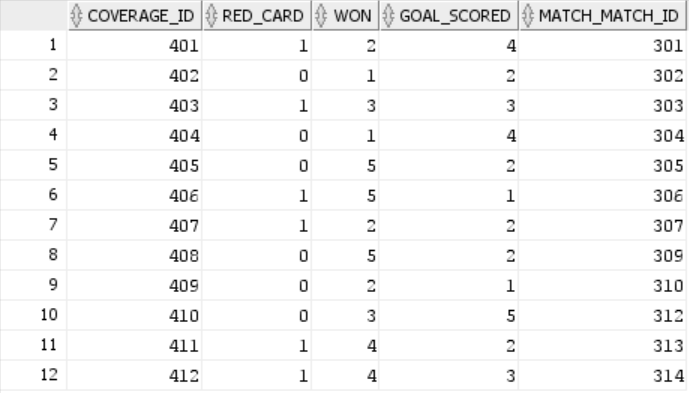 COVERAGE_ID RED_CARD WON GOAL_SCORED MATCH_MATCH_ID
1 401 1 2 4 301
2 402 0 1 2 302
3 403 1 3 3 303
4 404 0 1 4 304
5 405 0 5 2 305
6 406 1 5 1 306
7 407 1 2 2 307
8 408 0 5 2 309
9 409 0 2 1 310
10 410 0 3 5 312
11 411 1 4 2 313
12 412 1 4 3 314